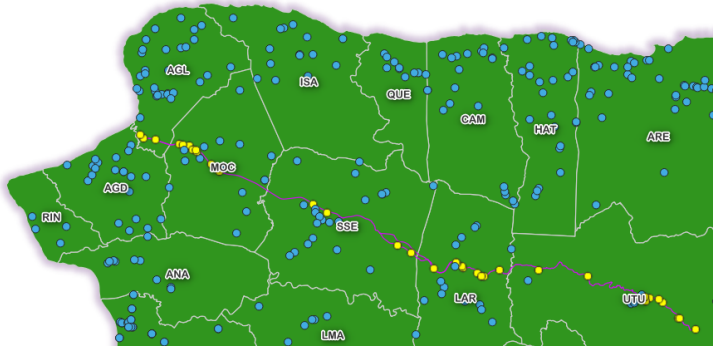 AGL
ISA
QUE
CAM
HAT
ARE
MOC
AGD
RIN
SSE
ANA
LAR
UTU
LMA